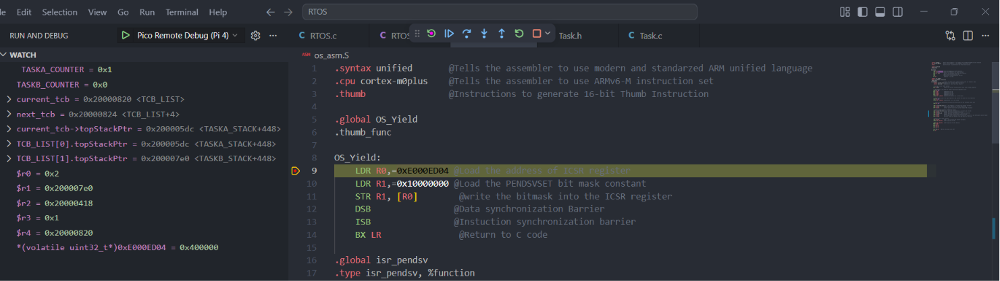 le Edit Selection View Go Run Terminal Help ← → RTOS
RUN AND DEBUG Pico Remote Debug (Pi 4) ... C RTOS.c C RTOS Task.h C Task.c ...
WATCH
TASKA_COUNTER = 0x1
TASKB_COUNTER = 0x0
current_tcb = 0x20000820 <TCB_LIST>
next_tcb = 0x20000824 <TCB_LIST+4>
current_tcb->topStackPtr = 0x200005dc <TASKA_STACK+448>
TCB_LIST[0].topStackPtr = 0x200005dc <TASKA_STACK+448>
TCB_LIST[1].topStackPtr = 0x200007e0 <TASKB_STACK+448>
$r0 = 0x2
$r1 = 0x200007e0
$r2 = 0x20000418
$r3 = 0x1
$r4 = 0x20000820
*(volatile uint32_t*)0xE000ED04 = 0x400000
ASM os_asm.S
1 .syntax unified @Tells the assembler to use modern and standarzed ARM unified language
2 .cpu cortex-m0plus @Tells the assembler to use ARMv6-M instruction set
3 .thumb @Instructions to generate 16-bit Thumb Instruction
4
5 .global OS_Yield
6 .thumb_func
7
8 OS_Yield:
9 LDR R0,=0xE000ED04 @Load the address of ICSR register
10 LDR R1,=0x10000000 @Load the PENDSVSET bit mask constant
11 STR R1, [R0] @write the bitmask into the ICSR register
12 DSB @Data synchronization Barrier
13 ISB @Instuction synchronization barrier
14 BX LR @Return to C code
15
16 .global isr_pendsv
17 .type isr_pendsv, %function